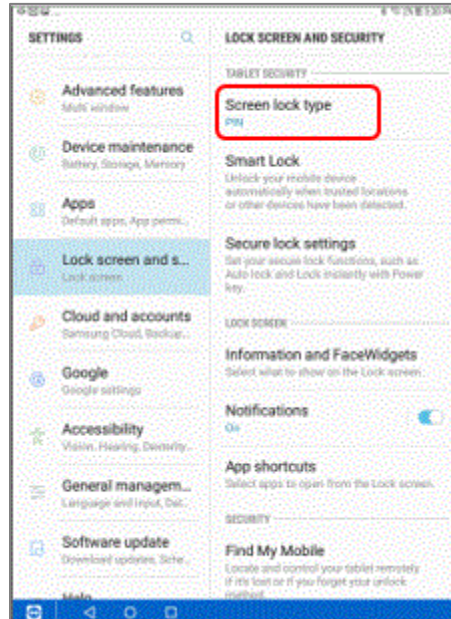 SETTINGS
Advanced features
Multi window
Device maintenance
Battery, Storage, Memory
Apps
Default apps, App permi...
Lock screen and s...
Lock screen
Cloud and accounts
Samsung Cloud, Backup...
Google
Google settings
Accessibility
Vision, Hearing, Dexterity...
General managem...
Language and input, Dat...
Software update
Download updates, Sche...
Help
LOCK SCREEN AND SECURITY
TABLET SECURITY
Screen lock type
PIN
Smart Lock
Unlock your mobile device
automatically when trusted locations
or other devices have been detected.
Secure lock settings
Set your secure lock functions, such as
Auto lock and Lock instantly with Power
key.
LOCK SCREEN
Information and FaceWidgets
Select what to show on the Lock screen.
Notifications
On
App shortcuts
Select apps to open from the Lock screen.
SECURITY
Find My Mobile
Locate and control your tablet remotely
if it's lost or if you forget your unlock
method.